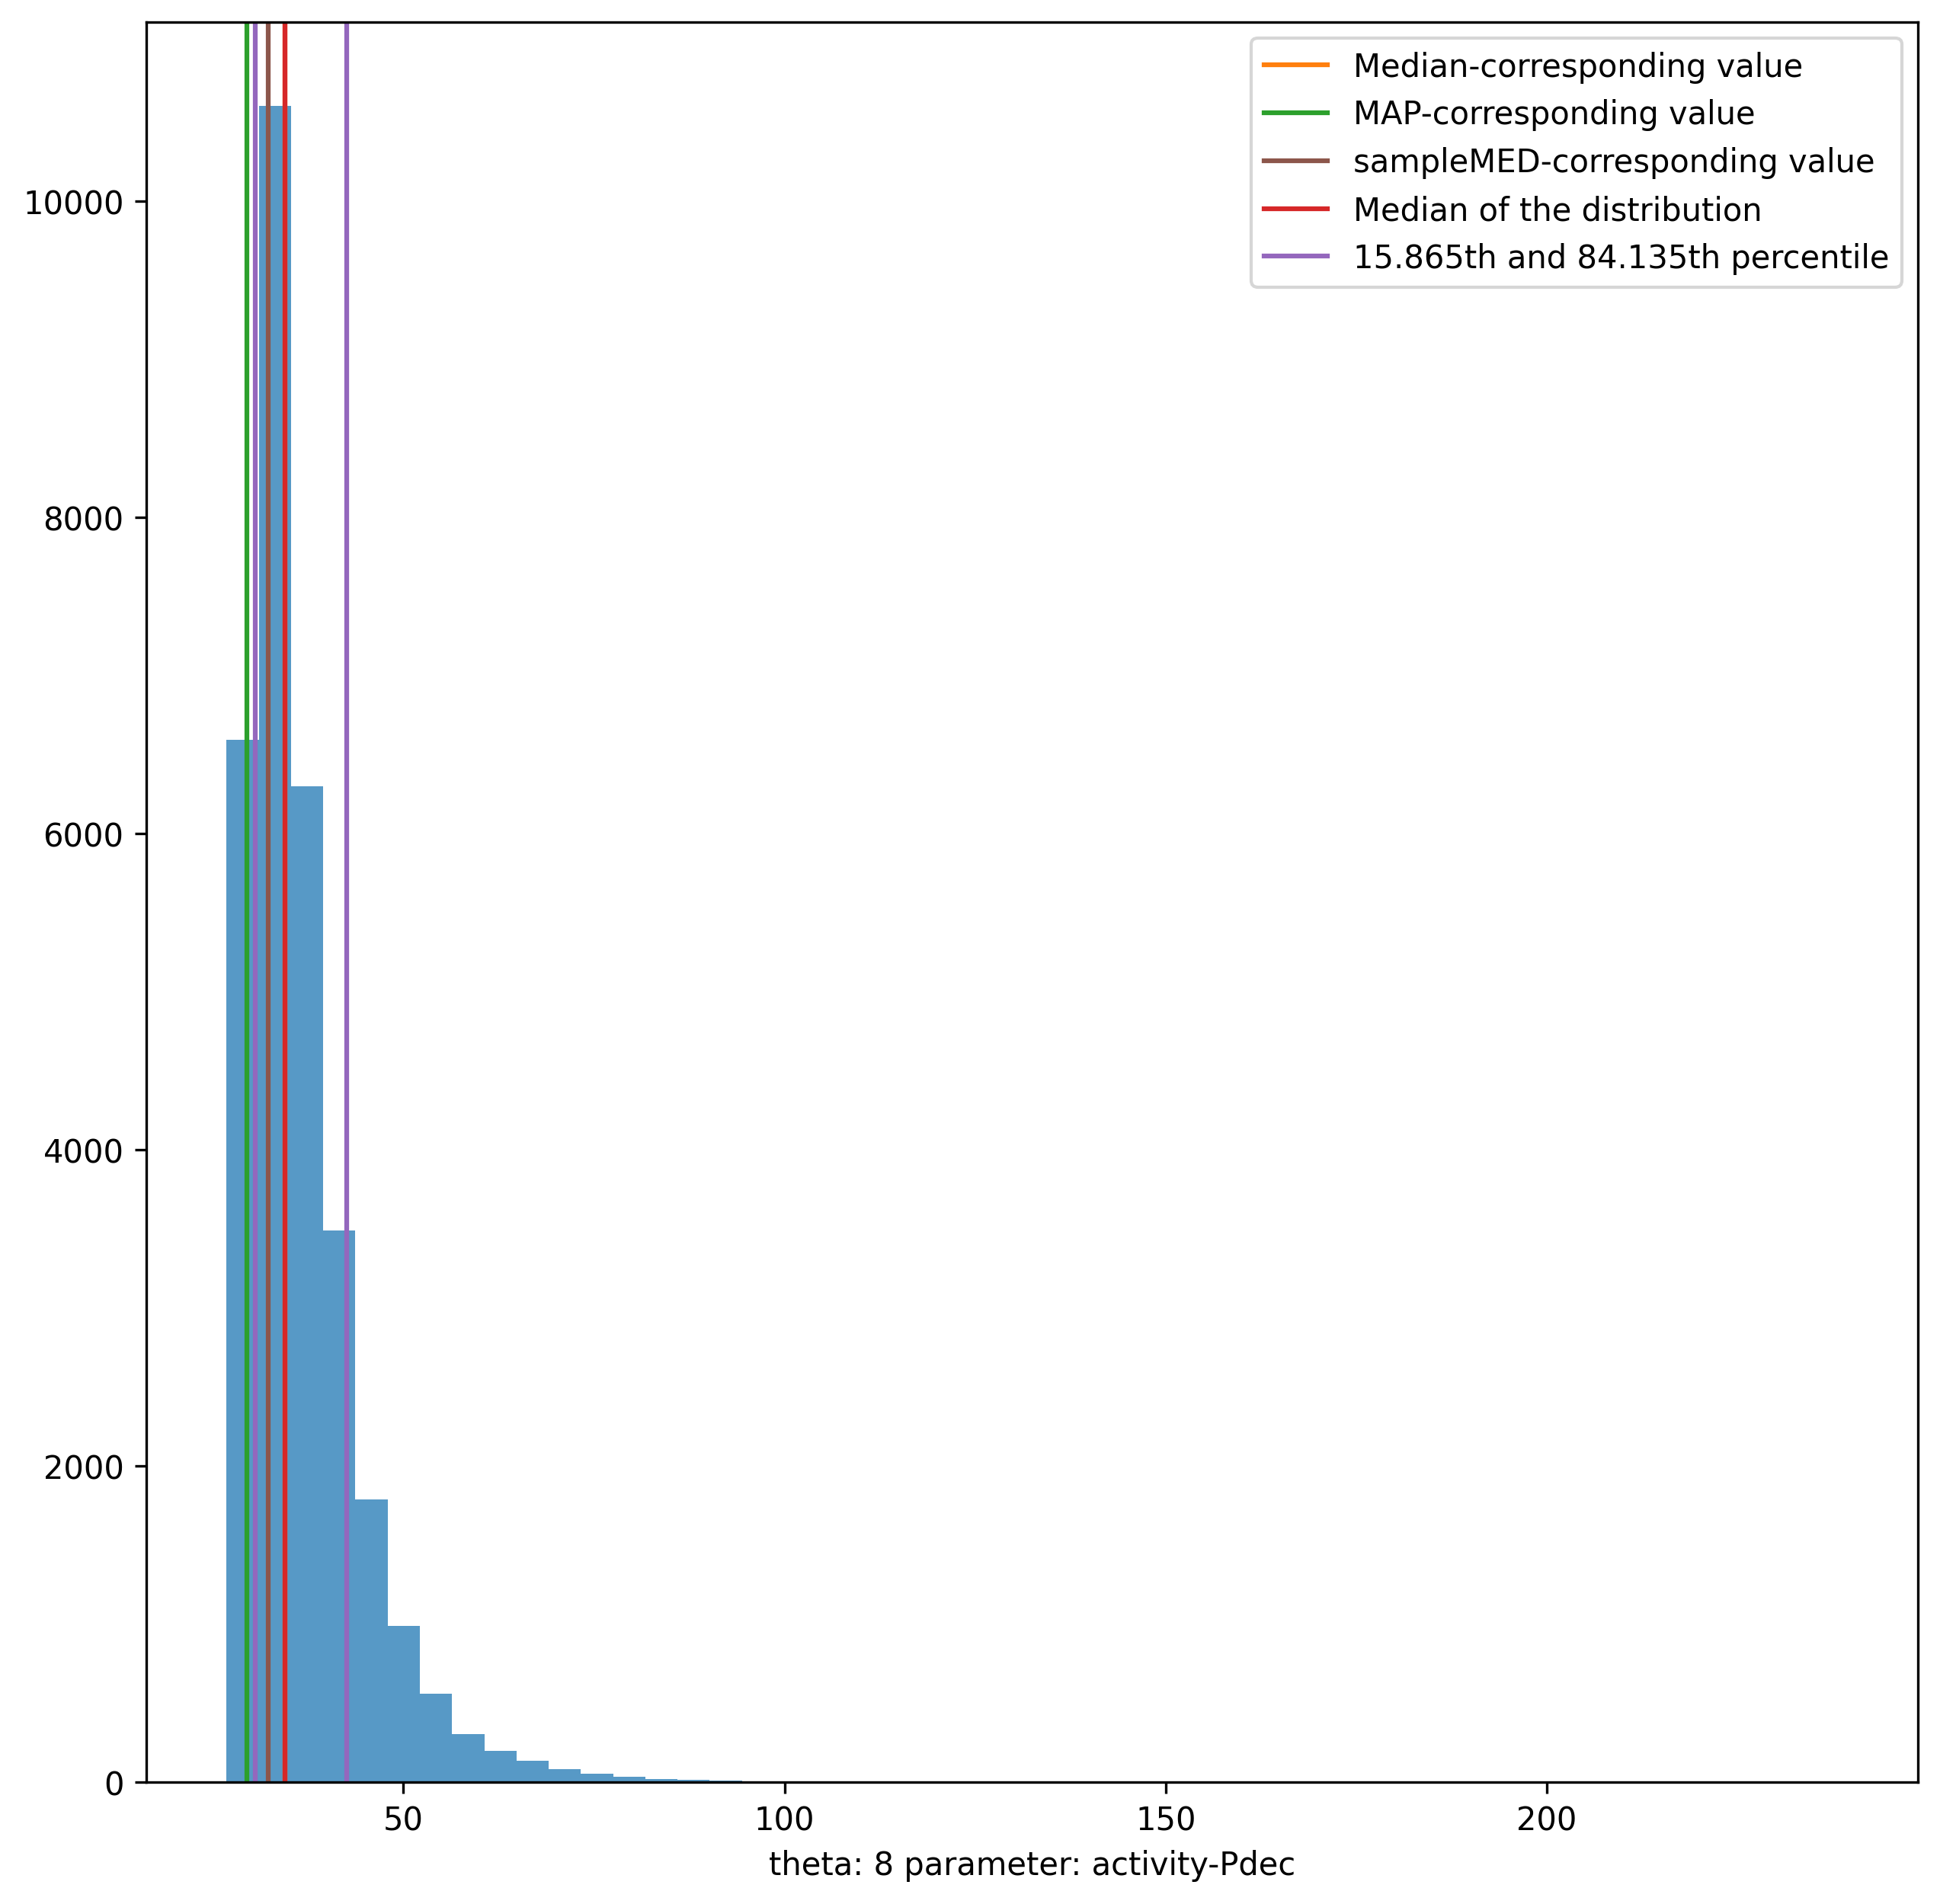 Median-corresponding value
MAP-corresponding value
sampleMED-corresponding value
Median of the distribution
15.865th and 84.135th percentile
10000
8000
6000
4000
2000
0
50 100 150 200
theta: 8 parameter: activity-Pdec